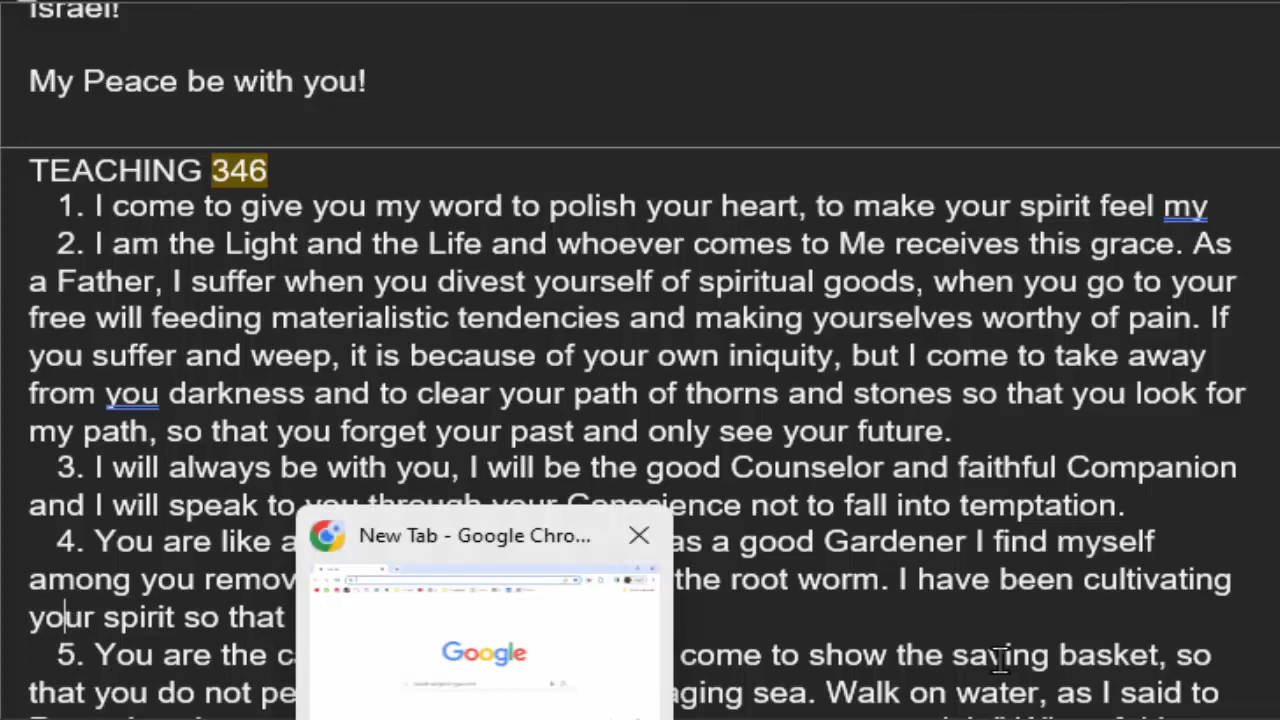 Israel!
My Peace be with you!
TEACHING 346
1. I come to give you my word to polish your heart, to make your spirit feel my
2. I am the Light and the Life and whoever comes to Me receives this grace. As
a Father, I suffer when you divest yourself of spiritual goods, when you go to your
free will feeding materialistic tendencies and making yourselves worthy of pain. If
you suffer and weep, it is because of your own iniquity, but I come to take away
from you darkness and to clear your path of thorns and stones so that you look for
my path, so that you forget your past and only see your future.
3. I will always be with you, I will be the good Counselor and faithful Companion
and I will speak to you through your Conscience not to fall into temptation.
4. You are like a as a good Gardener I find myself
among you remov the root worm. I have been cultivating
your spirit so that
5. You are the come to show the saving basket, so
that you do not aging sea. Walk on water, as I said to
New Tab - Google Chro...
Google